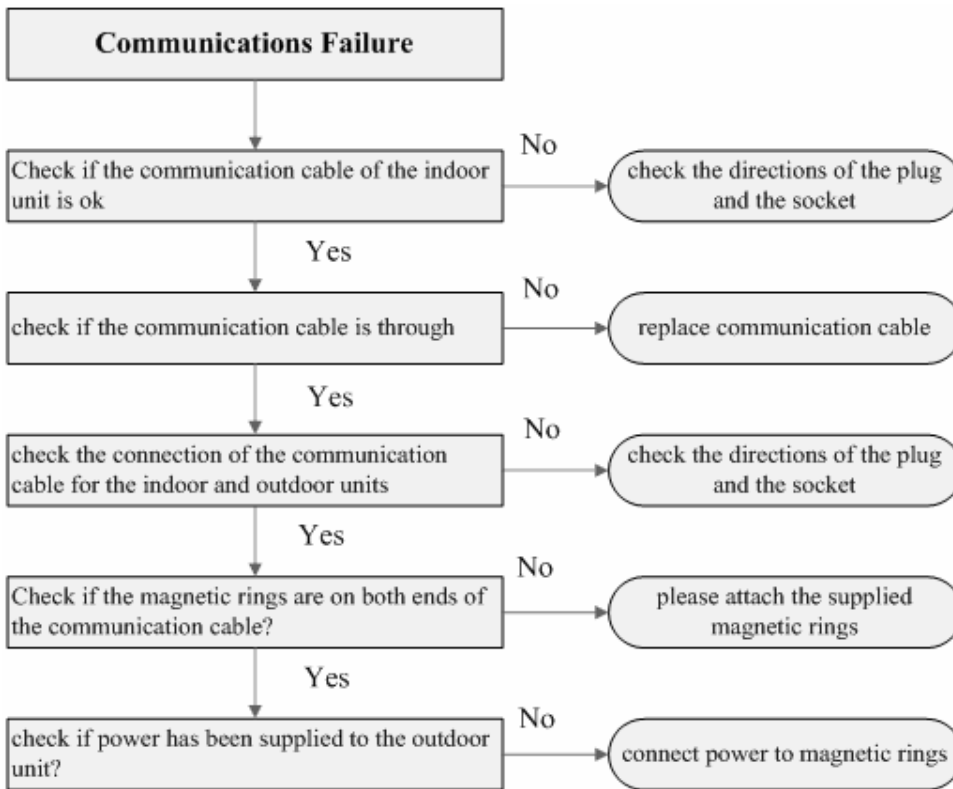 Communications Failure
No
Check if the communication cable of the indoor
unit is ok
check the directions of the plug
and the socket
Yes
No
check if the communication cable is through
replace communication cable
Yes
No
check the connection of the communication
cable for the indoor and outdoor units
check the directions of the plug
and the socket
Yes
No
Check if the magnetic rings are on both ends of
the communication cable?
please attach the supplied
magnetic rings
Yes
No
check if power has been supplied to the outdoor
unit?
connect power to magnetic rings